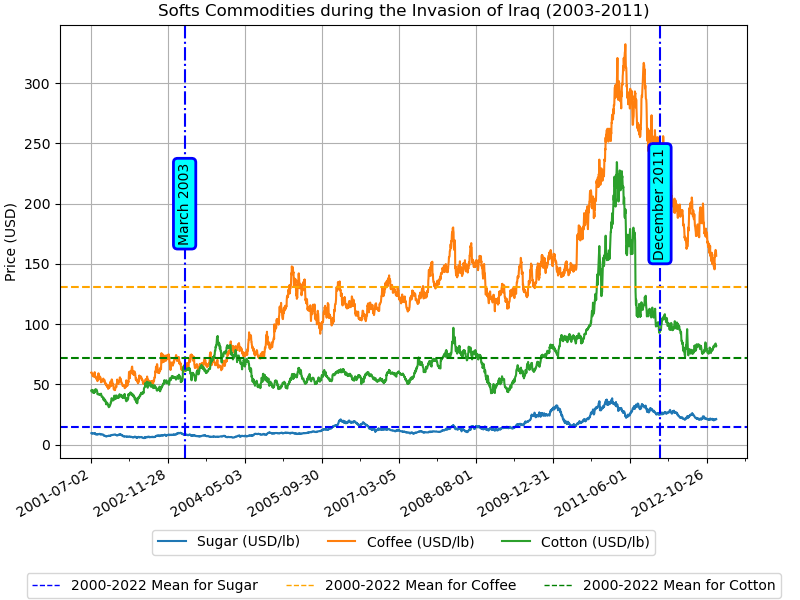 Softs Commodities during the Invasion of Iraq (2003-2011)
Price (USD)
300
250
200
150
100
50
0
March 2003
December 2011
2001-07-02
2002-11-28
2004-05-03
2005-09-30
2007-03-05
2008-08-01
2009-12-31
2011-06-01
2012-10-26
Sugar (USD/lb)
Coffee (USD/lb)
Cotton (USD/lb)
2000-2022 Mean for Sugar
2000-2022 Mean for Coffee
2000-2022 Mean for Cotton